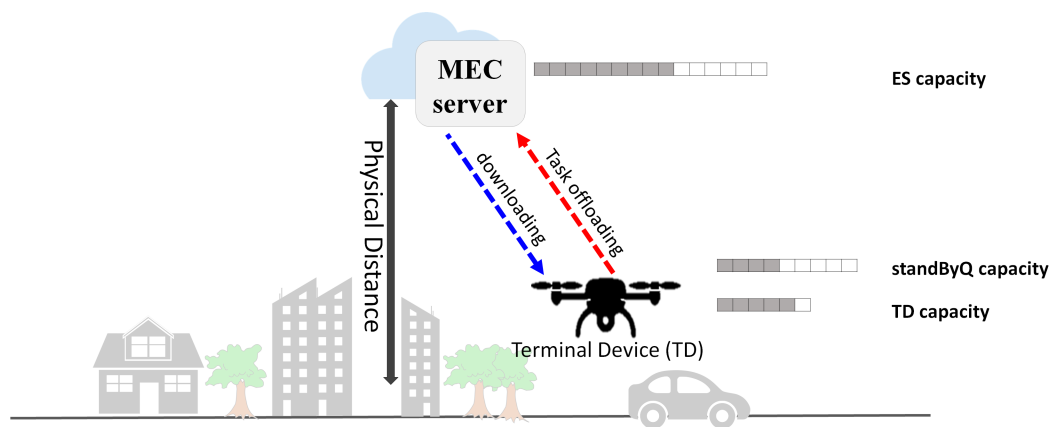 MEC
server
ES capacity
Physical Distance
downloading
Task offloading
standByQ capacity
TD capacity
Terminal Device (TD)